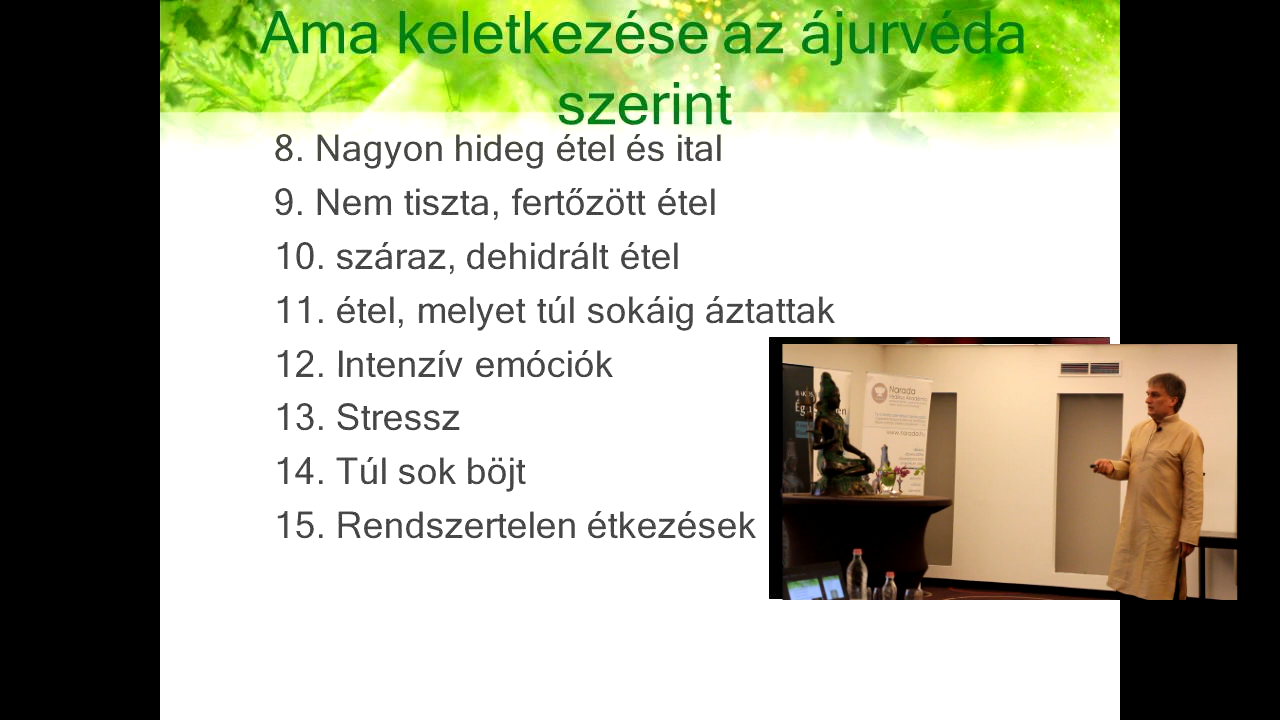 Ama keletkezése az ájurvéda
szerint
8. Nagyon hideg étel és ital
9. Nem tiszta, fertőzött étel
10. száraz, dehidrált étel
11. étel, melyet túl sokáig áztattak
12. Intenzív emóciók
13. Stressz
14. Túl sok böjt
15. Rendszertelen étkezések
Narada